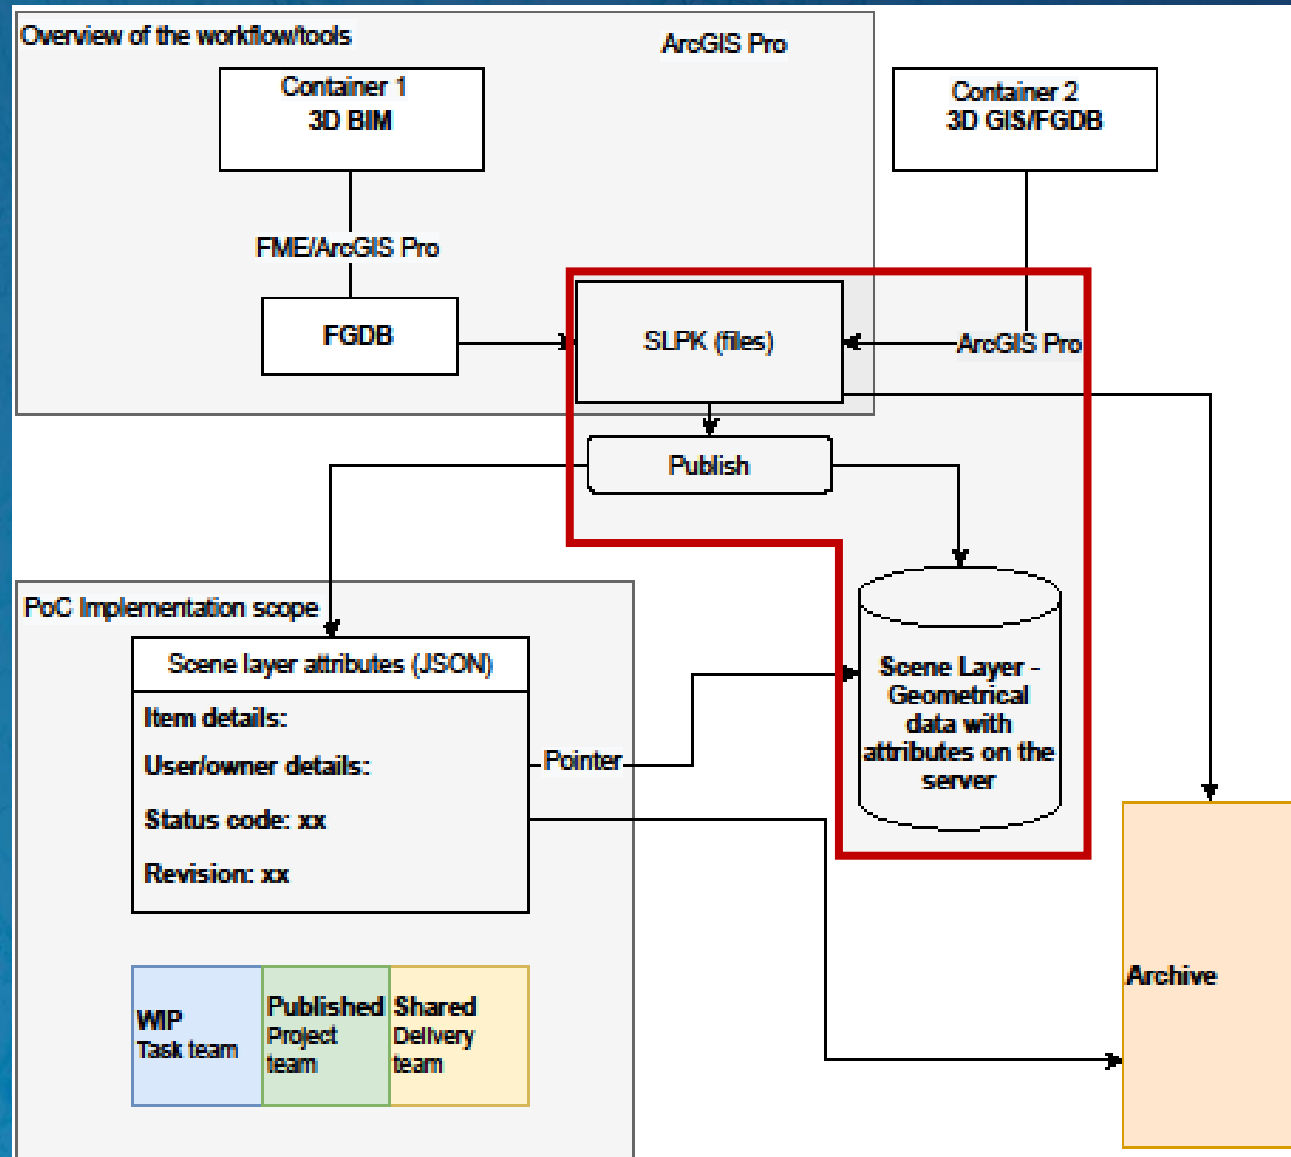 Overview of the workflow/tools
ArcGIS Pro
Container 1
3D BIM
Container 2
3D GIS/FGDB
FME/ArcGIS Pro
FGDB
SLPK (files)
ArcGIS Pro
Publish
PoC Implementation scope
Scene layer attributes (JSON)
Item details:
User/owner details:
Status code: xx
Revision: xx
Pointer
Scene Layer -
Geometrical
data with
attributes on the
server
Archive
WIP
Task team
Published
Project
team
Shared
Delivery
team